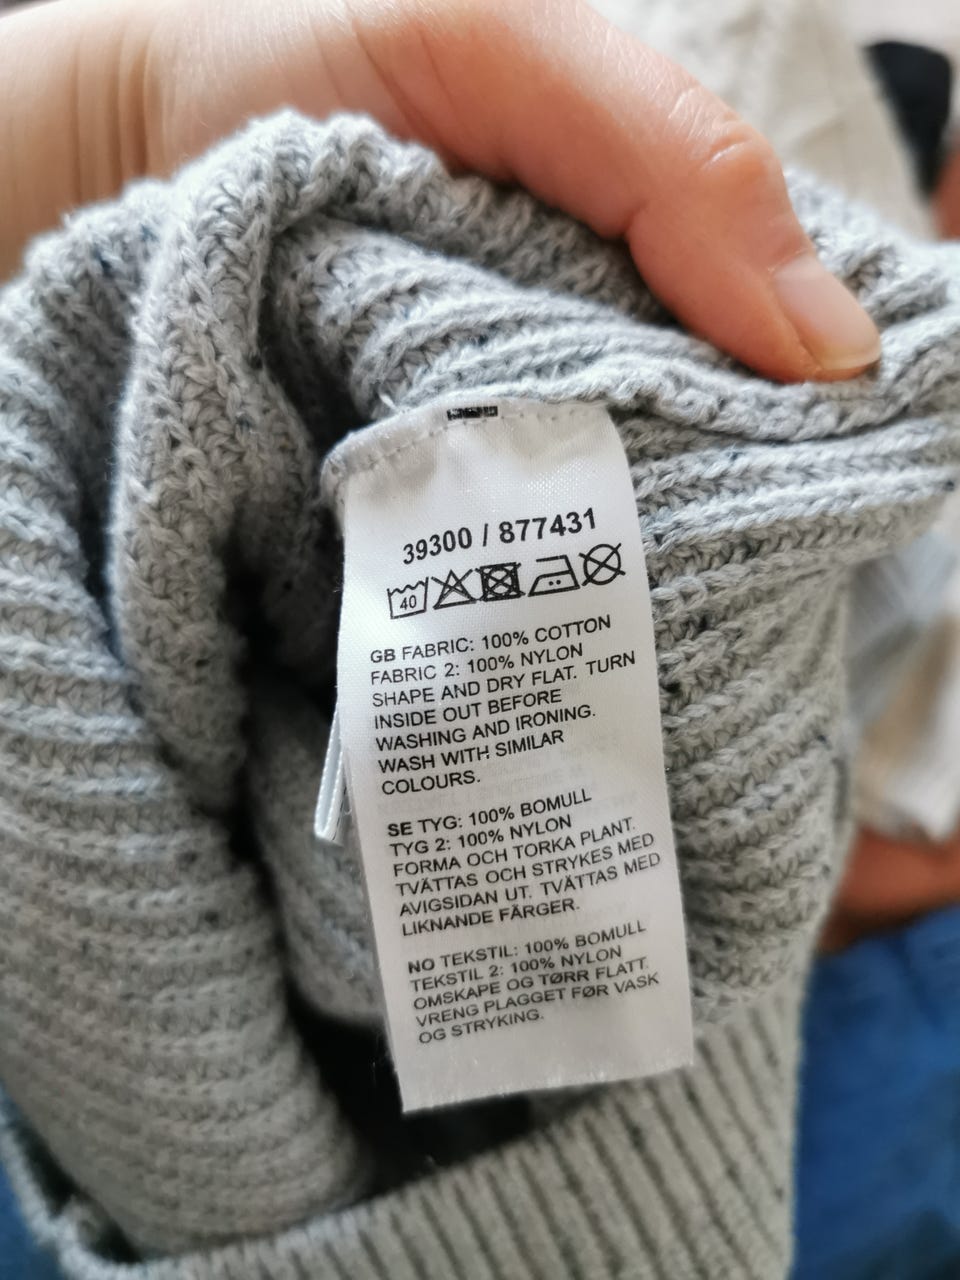 39300 / 877431
40
GB FABRIC: 100% COTTON
FABRIC 2: 100% NYLON
SHAPE AND DRY FLAT. TURN
INSIDE OUT BEFORE
WASHING AND IRONING.
WASH WITH SIMILAR
COLOURS.
SE TYG: 100% BOMULL
TYG 2: 100% NYLON
FORMA OCH TORKA PLANT.
TVÄTTAS OCH STRYKES MED
AVIGSIDAN UT. TVÄTTAS MED
LIKNANDE FÄRGER.
NO TEKSTIL: 100% BOMULL
TEKSTIL 2: 100% NYLON
OMSKAPE OG TØRR FLATT.
VRENG PLAGGET FØR VASK
OG STRYKING.